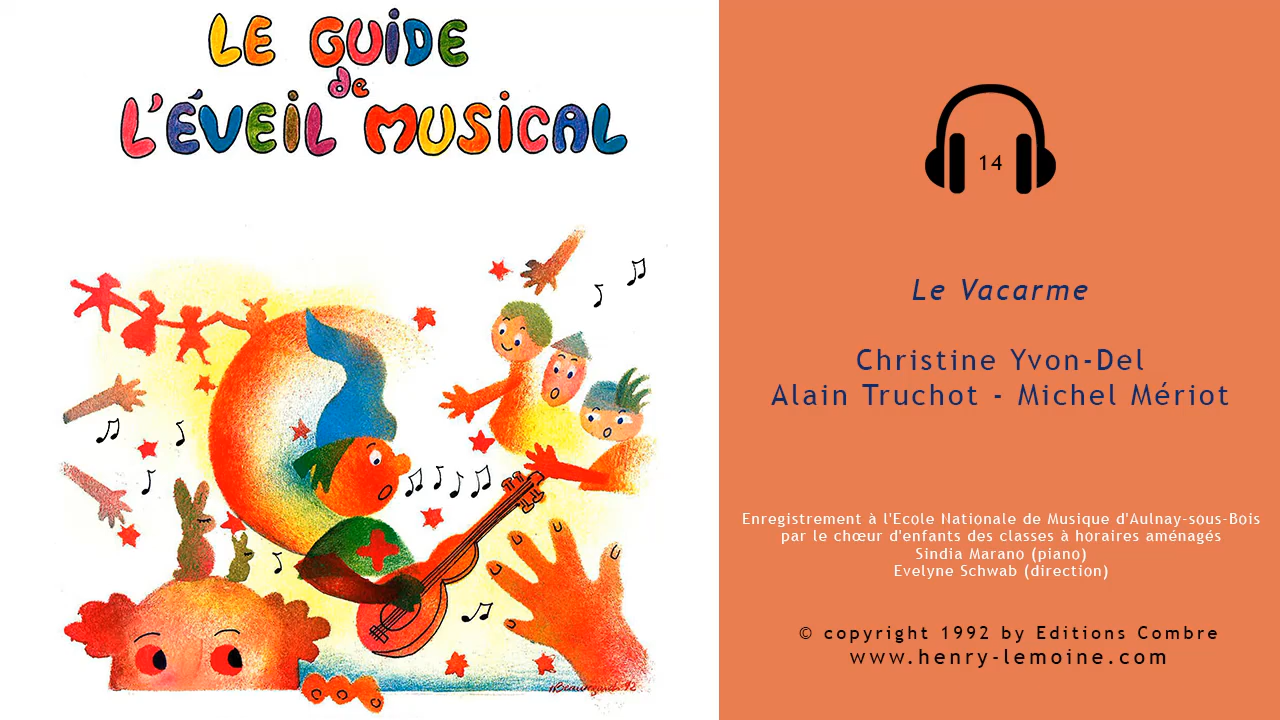 LE GUIDE
de
L'ÉVEIL MUSICAL
14
Le Vacarme
Christine Yvon-Del
Alain Truchot - Michel Mériot
Enregistrement à l'Ecole Nationale de Musique d'Aulnay-sous-Bois
par le chœur d'enfants des classes à horaires aménagés
Sindia Marano (piano)
Evelyne Schwab (direction)
© copyright 1992 by Editions Combre
www.henry-lemoine.com